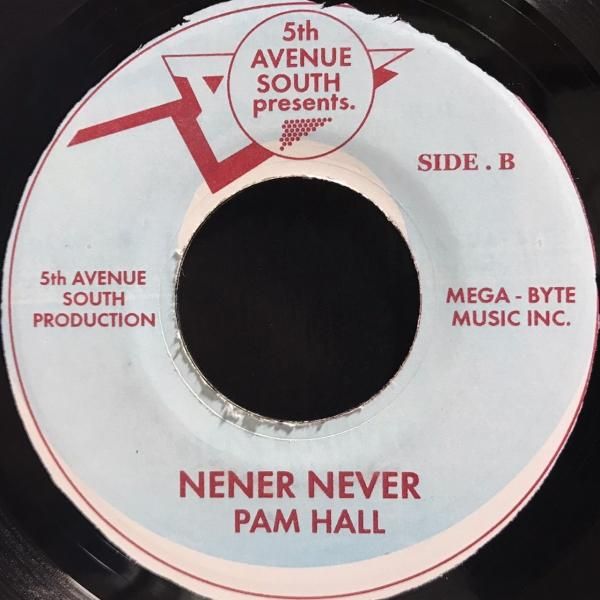 5th
AVENUE
SOUTH
presents.
SIDE . B
5th AVENUE
SOUTH
PRODUCTION
MEGA - BYTE
MUSIC INC.
NENER NEVER
PAM HALL